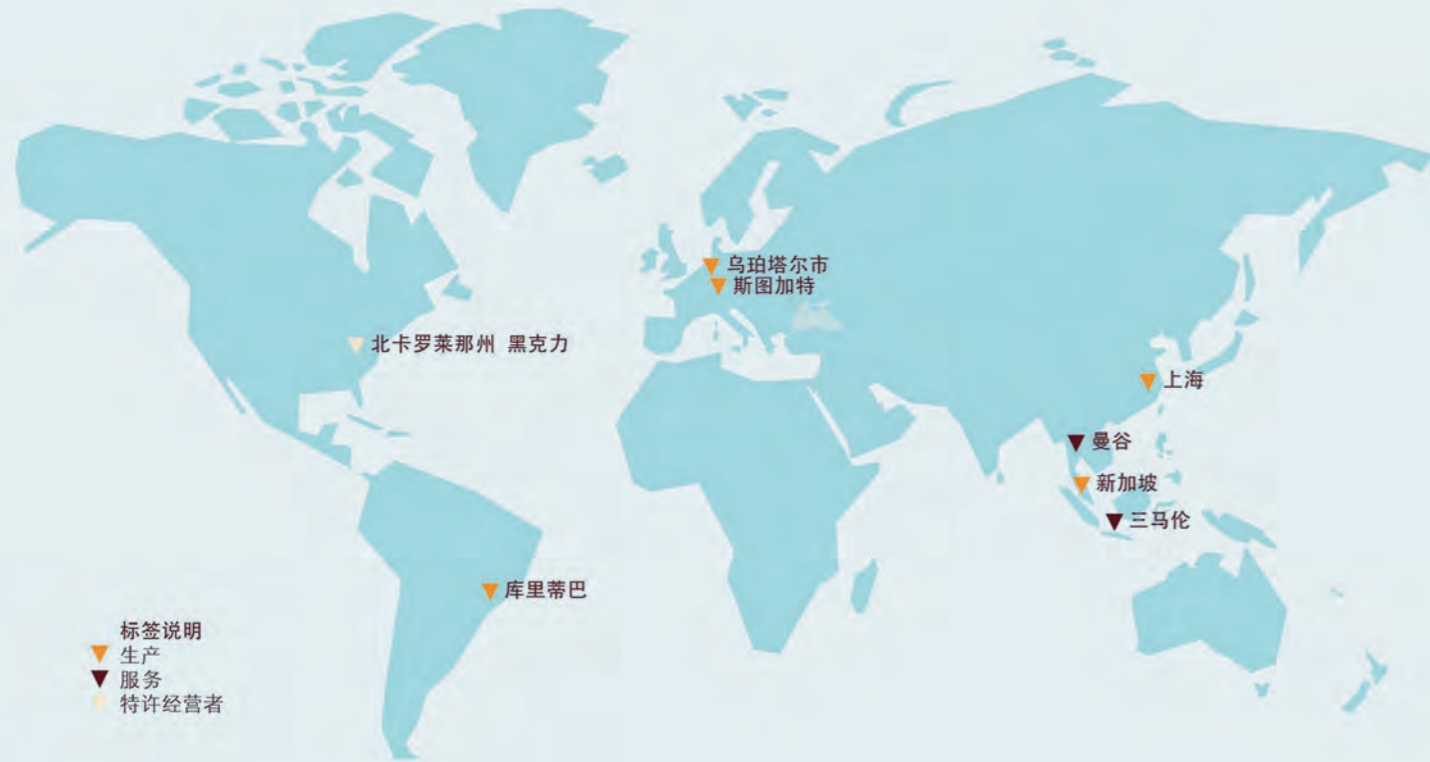 乌珀塔尔市
斯图加特
北卡罗莱那州 黑克力
上海
曼谷
新加坡
三马伦
库里蒂巴
标签说明
生产
服务
特许经营者